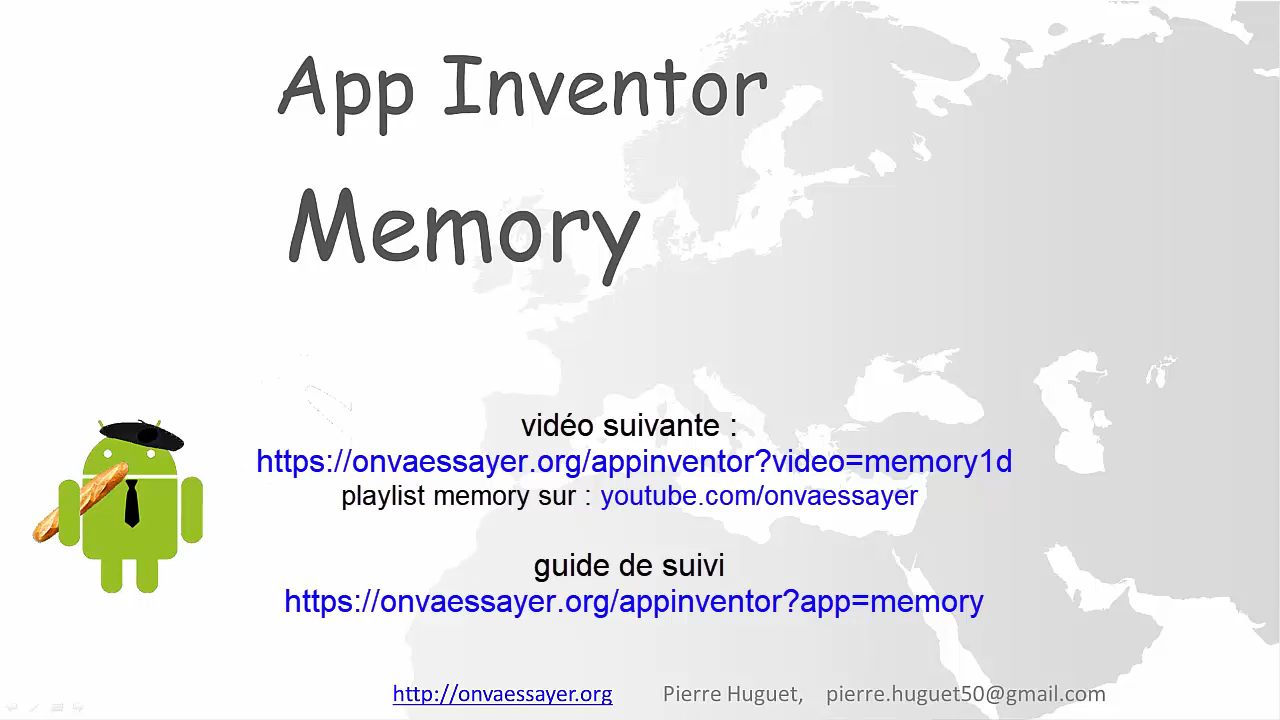 App Inventor
Memory
vidéo suivante :
https://onvaessayer.org/appinventor?video=memory1d
playlist memory sur : youtube.com/onvaessayer
guide de suivi
https://onvaessayer.org/appinventor?app=memory
http://onvaessayer.org Pierre Huguet, pierre.huguet50@gmail.com